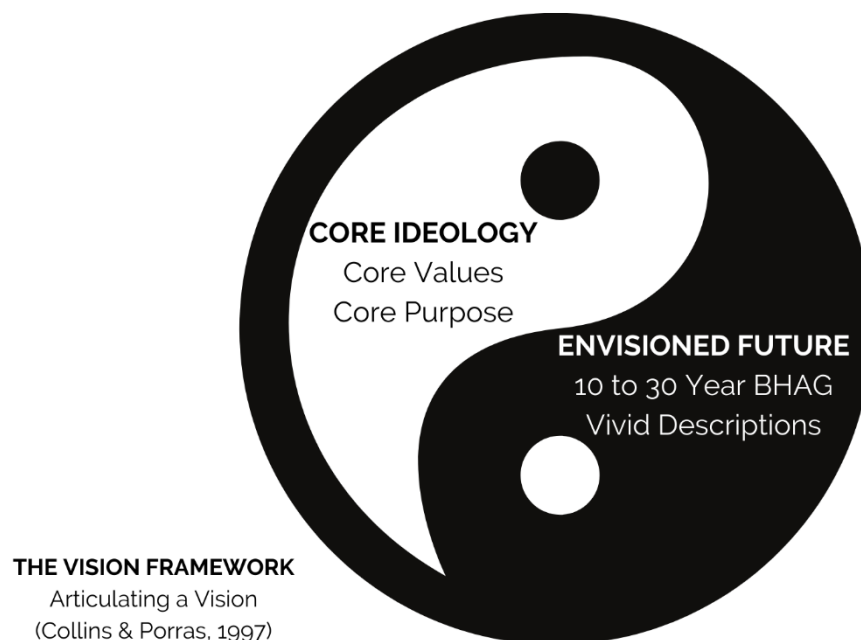 CORE IDEOLOGY
Core Values
Core Purpose
ENVISIONED FUTURE
10 to 30 Year BHAG
Vivid Descriptions
THE VISION FRAMEWORK
Articulating a Vision
(Collins & Porras, 1997)